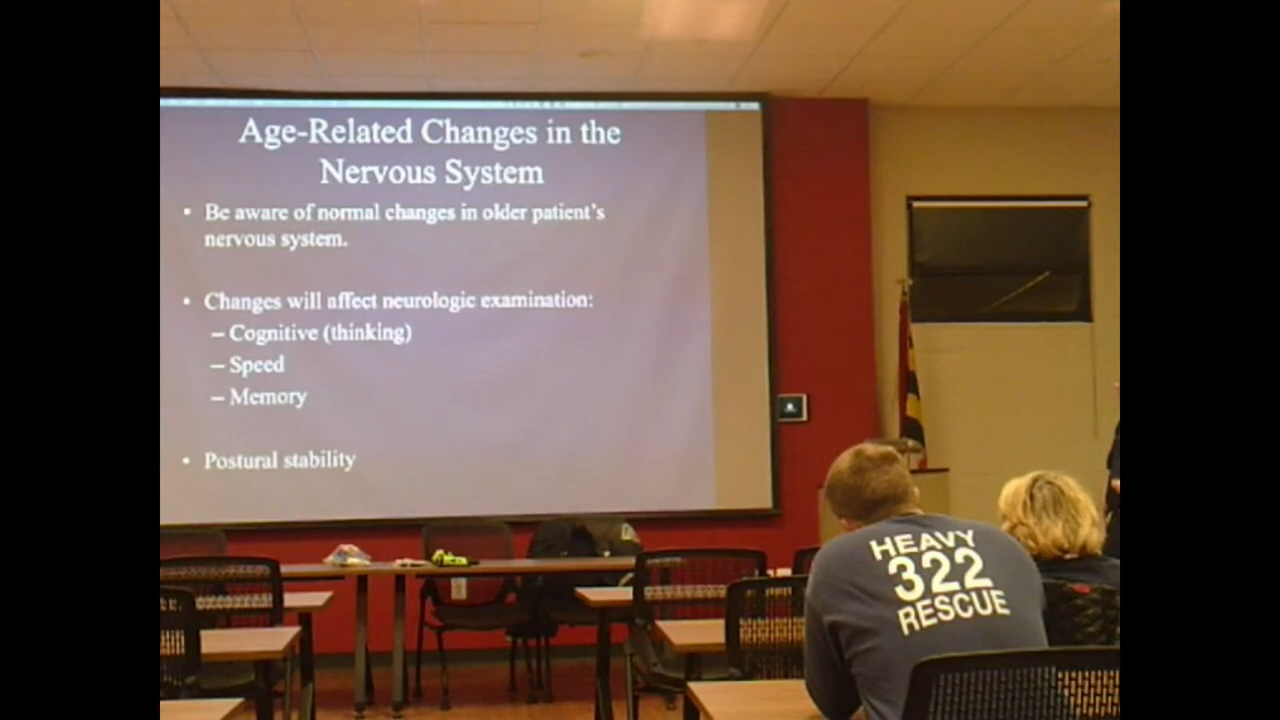 Age-Related Changes in the
Nervous System
• Be aware of normal changes in older patient's
nervous system.
• Changes will affect neurologic examination:
– Cognitive (thinking)
– Speed
– Memory
• Postural stability
HEAVY
322
RESCUE